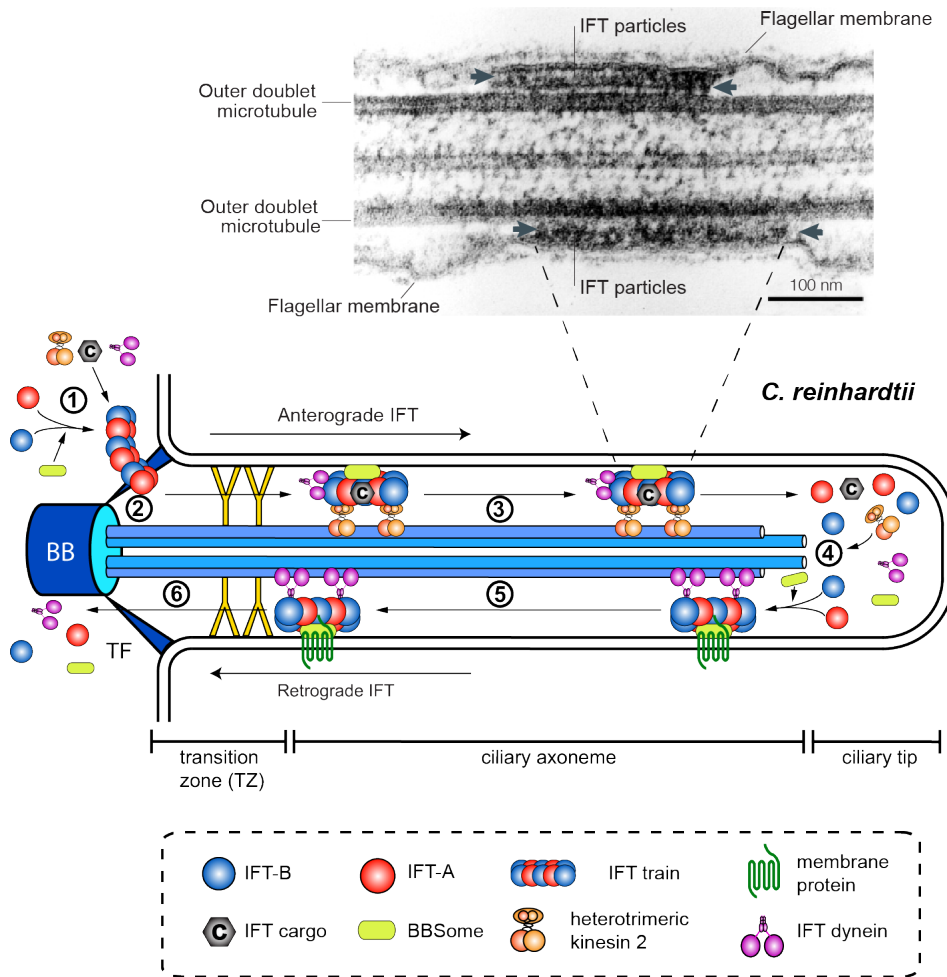 IFT particles
Flagellar membrane
Outer doublet
microtubule
Outer doublet
microtubule
IFT particles
Flagellar membrane
100 nm
C
1
C. reinhardtii
Anterograde IFT
2
C
3
C
C
4
BB
6
5
TF
Retrograde IFT
transition
zone (TZ)
ciliary axoneme
ciliary tip
IFT-B
IFT-A
IFT train
membrane
protein
C
IFT cargo
BBSome
heterotrimeric
kinesin 2
IFT dynein